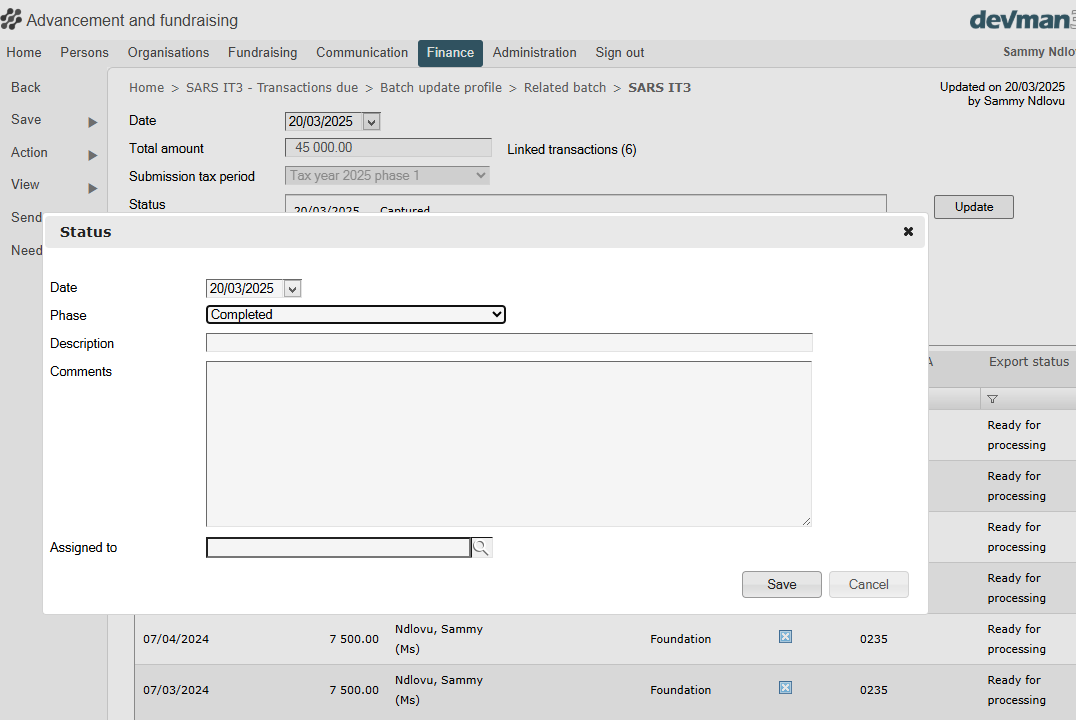 Advancement and fundraising
devman
Home Persons Organisations Fundraising Communication Finance Administration Sign out Sammy Ndlo
Back
Save
Action
View
Send
Need
Home > SARS IT3 - Transactions due > Batch update profile > Related batch > SARS IT3
Updated on 20/03/2025
by Sammy Ndlovu
Date 20/03/2025
Total amount 45 000.00 Linked transactions (6)
Submission tax period Tax year 2025 phase 1
Status 20/03/2025 Captured Update
Status
Date 20/03/2025
Phase Completed
Description
Comments
Assigned to
Save Cancel
A Export status
Ready for
processing
Ready for
processing
Ready for
processing
Ready for
processing
07/04/2024 7 500.00 Ndlovu, Sammy (Ms) Foundation 0235 Ready for processing
07/03/2024 7 500.00 Ndlovu, Sammy (Ms) Foundation 0235 Ready for processing